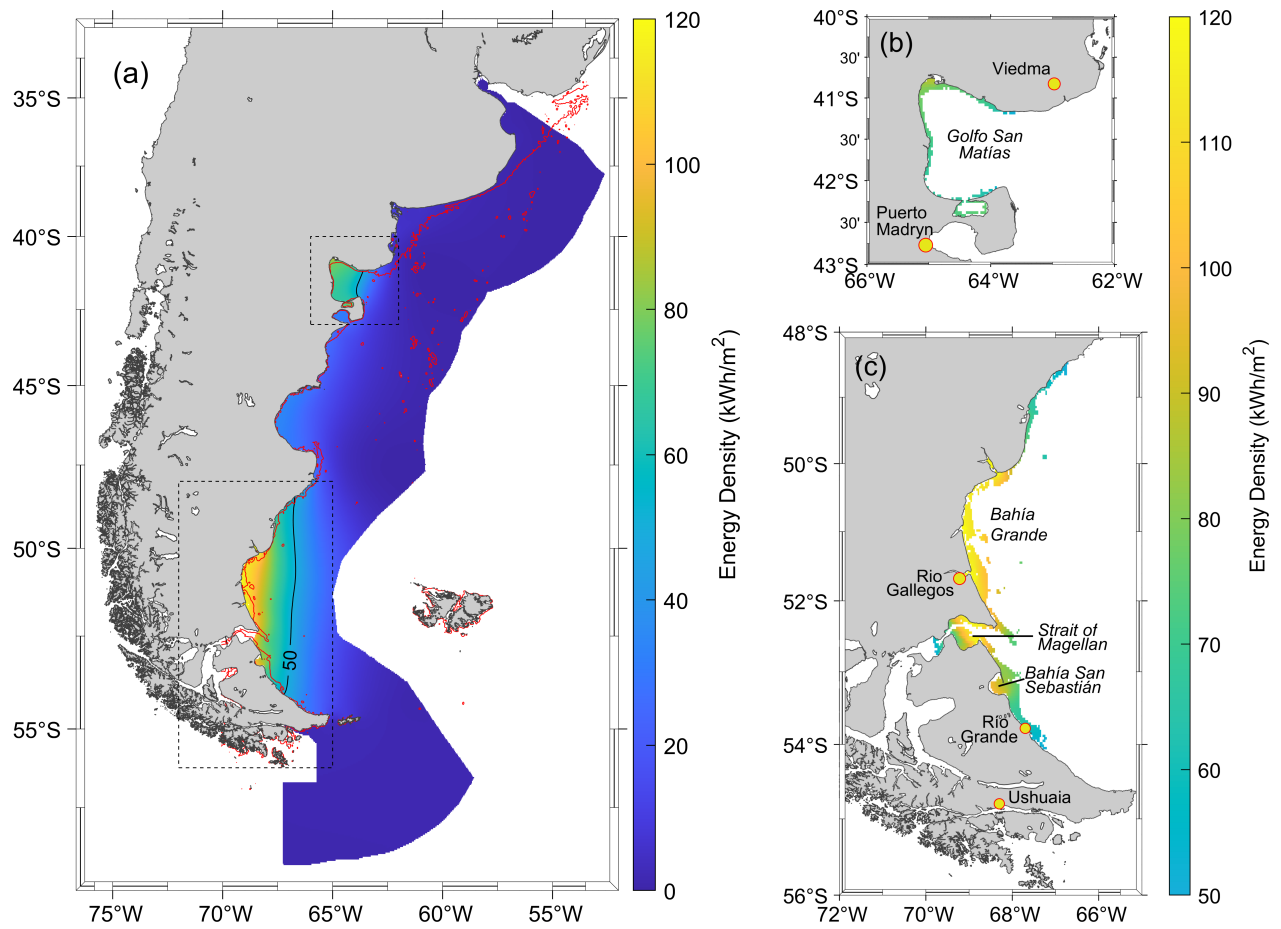 (a)
35°S
40°S
45°S
50°S
55°S
75°W
70°W
65°W
60°W
55°W
50
120
100
80
60
40
20
0
Energy Density (kWh/m²)
(b)
40°S
30'
41°S
30'
42°S
30'
43°S
66°W
64°W
62°W
Viedma
Golfo San
Matías
Puerto
Madryn
(c)
48°S
50°S
52°S
54°S
56°S
72°W
70°W
68°W
66°W
Bahía
Grande
Rio
Gallegos
Strait of
Magellan
Bahía San
Sebastián
Río
Grande
Ushuaia
120
110
100
90
80
70
60
50
Energy Density (kWh/m²)